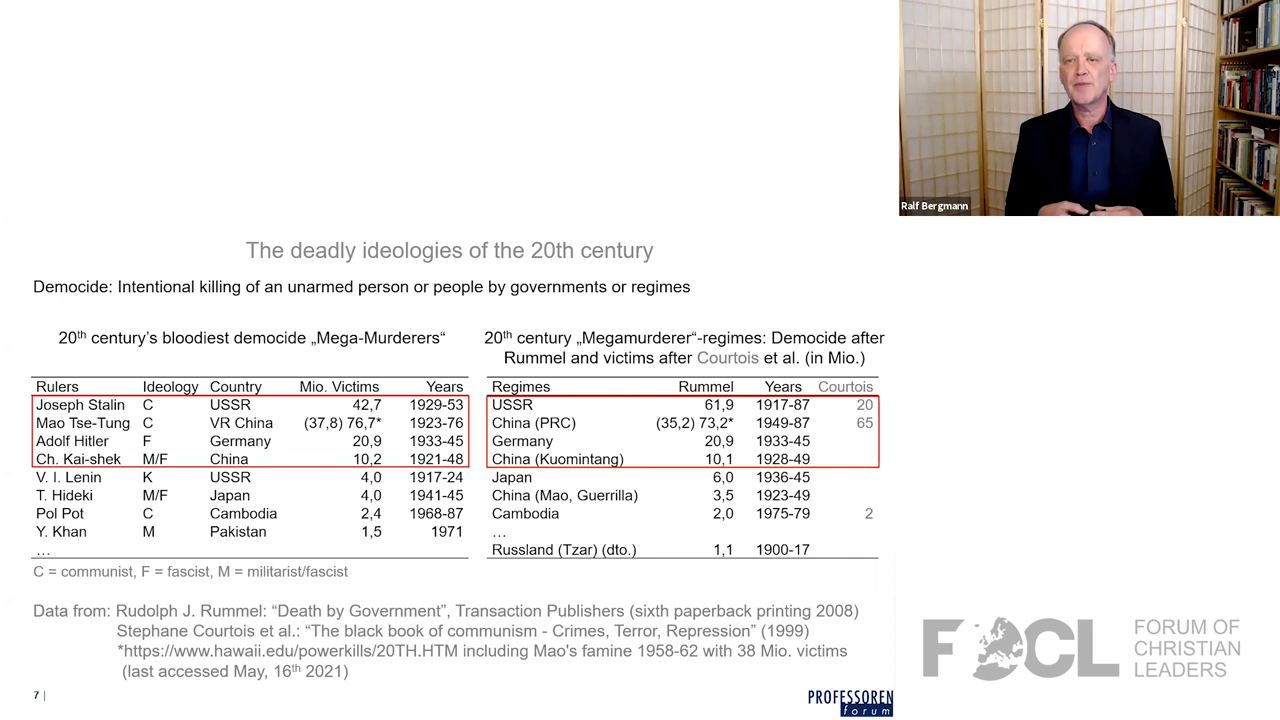 Ralf Bergmann
The deadly ideologies of the 20th century
Democide: Intentional killing of an unarmed person or people by governments or regimes
20th century’s bloodiest democide „Mega-Murderers“
Rulers Ideology Country Mio. Victims Years
Joseph Stalin C USSR 42,7 1929-53
Mao Tse-Tung C VR China (37,8) 76,7* 1923-76
Adolf Hitler F Germany 20,9 1933-45
Ch. Kai-shek M/F China 10,2 1921-48
V. I. Lenin K USSR 4,0 1917-24
T. Hideki M/F Japan 4,0 1941-45
Pol Pot C Cambodia 2,4 1968-87
Y. Khan M Pakistan 1,5 1971
...
C = communist, F = fascist, M = militarist/fascist
20th century „Megamurderer“-regimes: Democide after
Rummel and victims after Courtois et al. (in Mio.)
Regimes Rummel Years Courtois
USSR 61,9 1917-87 20
China (PRC) (35,2) 73,2* 1949-87 65
Germany 20,9 1933-45
China (Kuomintang) 10,1 1928-49
Japan 6,0 1936-45
China (Mao, Guerrilla) 3,5 1923-49
Cambodia 2,0 1975-79 2
...
Russland (Tzar) (dto.) 1,1 1900-17
Data from: Rudolph J. Rummel: “Death by Government”, Transaction Publishers (sixth paperback printing 2008)
Stephane Courtois et al.: “The black book of communism - Crimes, Terror, Repression” (1999)
*https://www.hawaii.edu/powerkills/20TH.HTM including Mao's famine 1958-62 with 38 Mio. victims
(last accessed May, 16th 2021)
7 |
PROFESSOREN
forum
FOCL
FORUM OF
CHRISTIAN
LEADERS